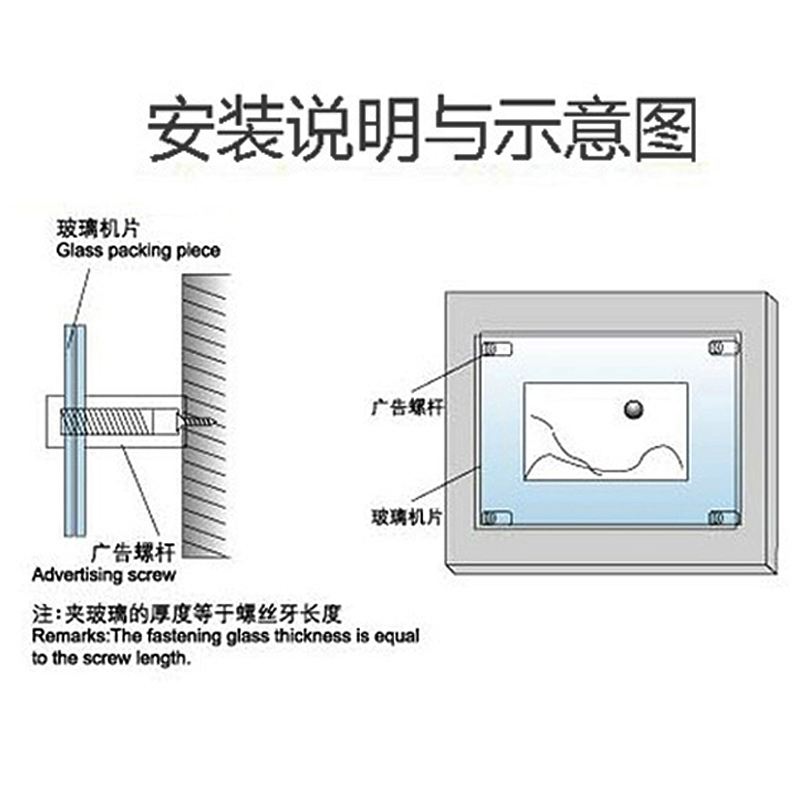 安装说明与示意图
玻璃机片
Glass packing piece
广告螺杆
Advertising screw
注:夹玻璃的厚度等于螺丝牙长度
Remarks:The fastening glass thickness is equal
to the screw length.
广告螺杆
玻璃机片